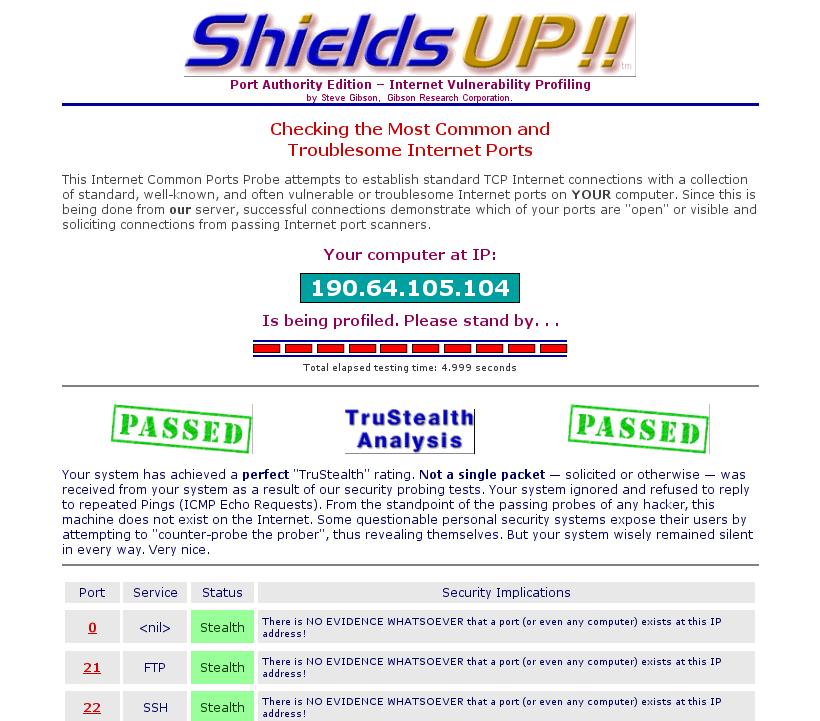 ShieldsUP!!
tm
Port Authority Edition – Internet Vulnerability Profiling
by Steve Gibson, Gibson Research Corporation.
Checking the Most Common and
Troublesome Internet Ports
This Internet Common Ports Probe attempts to establish standard TCP Internet connections with a collection
of standard, well-known, and often vulnerable or troublesome Internet ports on YOUR computer. Since this is
being done from our server, successful connections demonstrate which of your ports are "open" or visible and
soliciting connections from passing Internet port scanners.
Your computer at IP:
190.64.105.104
Is being profiled. Please stand by. . .
Total elapsed testing time: 4.999 seconds
PASSED TruStealth PASSED
Analysis
Your system has achieved a perfect "TruStealth" rating. Not a single packet — solicited or otherwise — was
received from your system as a result of our security probing tests. Your system ignored and refused to reply
to repeated Pings (ICMP Echo Requests). From the standpoint of the passing probes of any hacker, this
machine does not exist on the Internet. Some questionable personal security systems expose their users by
attempting to "counter-probe the prober", thus revealing themselves. But your system wisely remained silent
in every way. Very nice.
Port Service Status Security Implications
0 <nil> Stealth There is NO EVIDENCE WHATSOEVER that a port (or even any computer) exists at this IP
address!
21 FTP Stealth There is NO EVIDENCE WHATSOEVER that a port (or even any computer) exists at this IP
address!
22 SSH Stealth There is NO EVIDENCE WHATSOEVER that a port (or even any computer) exists at this IP
address!